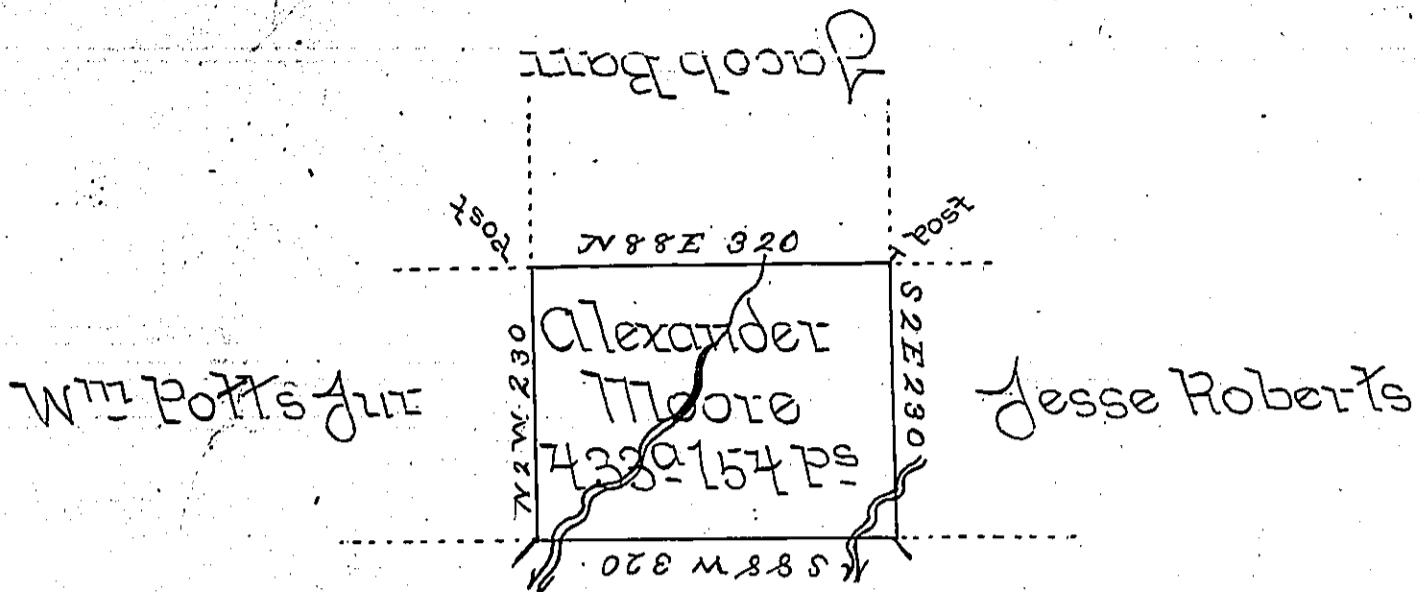 Jacob Barr
Post
Post
N 88 E 320
Alexander
Moore
433a 154 Ps
N 2 W 230
S 2 E 230
S 88 W 320.
Wm Potts Jur
Jesse Roberts